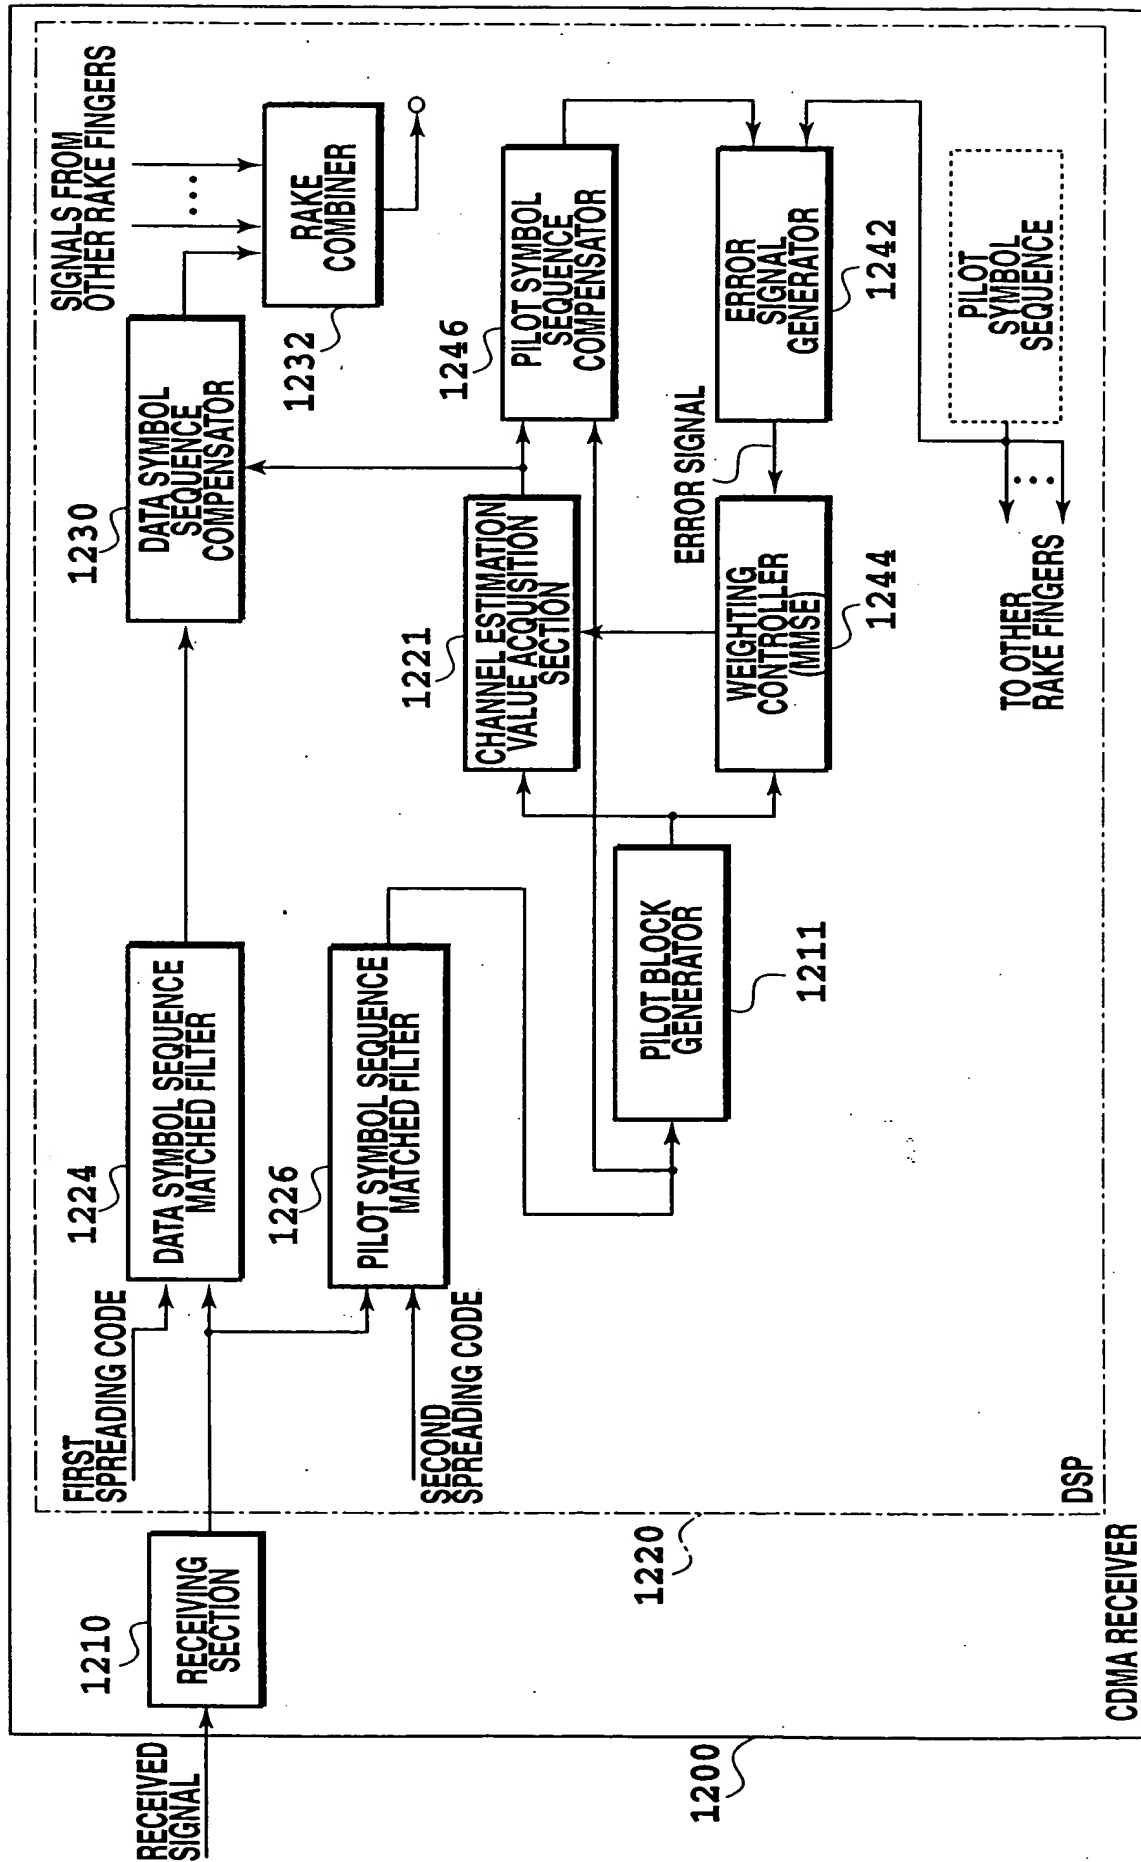 RECEIVED
SIGNAL
1200
CDMA RECEIVER
1210
RECEIVING
SECTION
1220
DSP
FIRST
SPREADING CODE
SECOND
SPREADING CODE
1224
DATA SYMBOL SEQUENCE
MATCHED FILTER
1226
PILOT SYMBOL SEQUENCE
MATCHED FILTER
1211
PILOT BLOCK
GENERATOR
1230
DATA SYMBOL
SEQUENCE
COMPENSATOR
1221
CHANNEL ESTIMATION
VALUE ACQUISITION
SECTION
1244
WEIGHTING
CONTROLLER
(MMSE)
ERROR SIGNAL
SIGNALS FROM
OTHER RAKE FINGERS
RAKE
COMBINER
1232
1246
PILOT SYMBOL
SEQUENCE
COMPENSATOR
ERROR
SIGNAL
GENERATOR
1242
PILOT
SYMBOL
SEQUENCE
TO OTHER
RAKE FINGERS